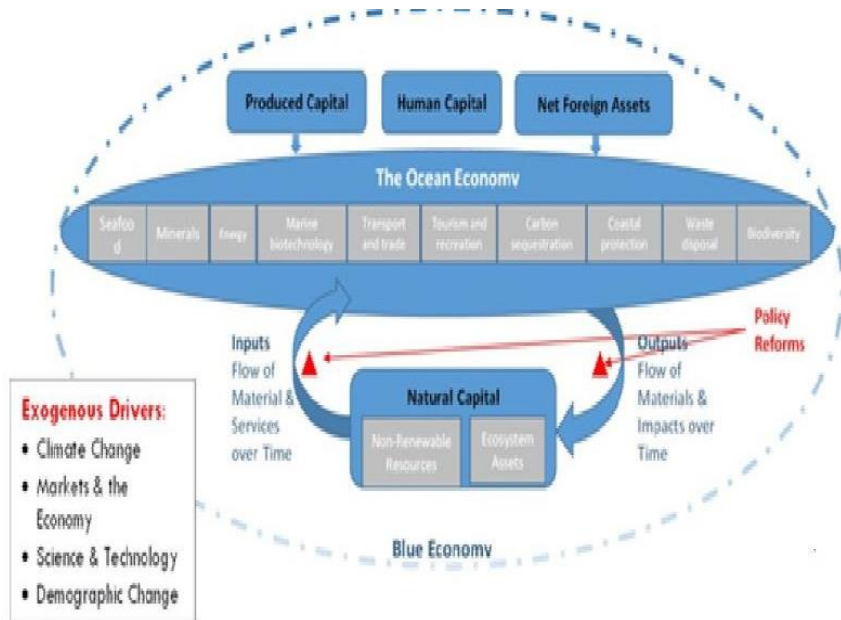 Produced Capital
Human Capital
Net Foreign Assets
The Ocean Economy
Seafoo
d
Minerals
Energy
Marine
biotechnology
Transport
and trade
Tourism and
recreation
Carbon
sequestration
Coastal
protection
Waste
disposal
Biodiversity
Inputs
Flow of
Material &
Services
over Time
Natural Capital
Non-Renewable
Resources
Ecosystem
Assets
Outputs
Flow of
Materials &
Impacts over
Time
Policy
Reforms
Exogenous Drivers:
• Climate Change
• Markets & the
Economy
• Science & Technology
• Demographic Change
Blue Economy